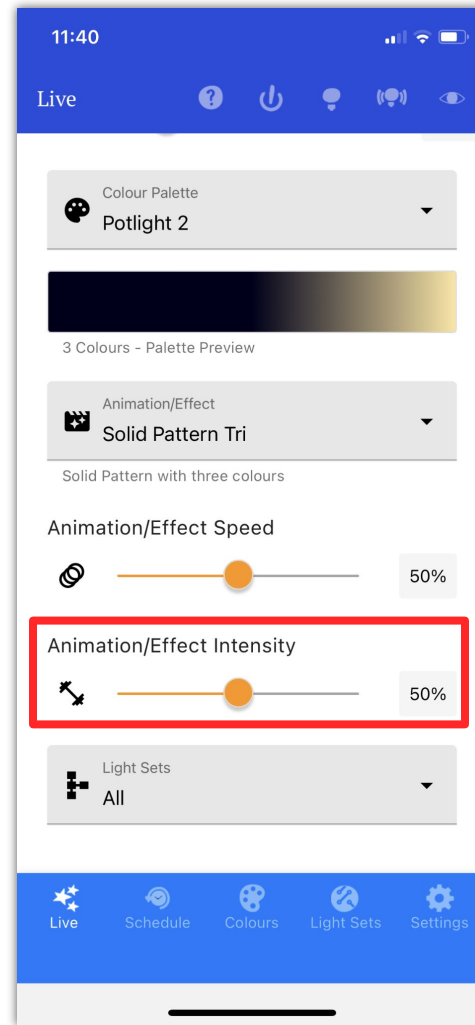 11:40
Live
Colour Palette
Potlight 2
3 Colours - Palette Preview
Animation/Effect
Solid Pattern Tri
Solid Pattern with three colours
Animation/Effect Speed
50%
Animation/Effect Intensity
50%
Light Sets
All
Live Schedule Colours Light Sets Settings